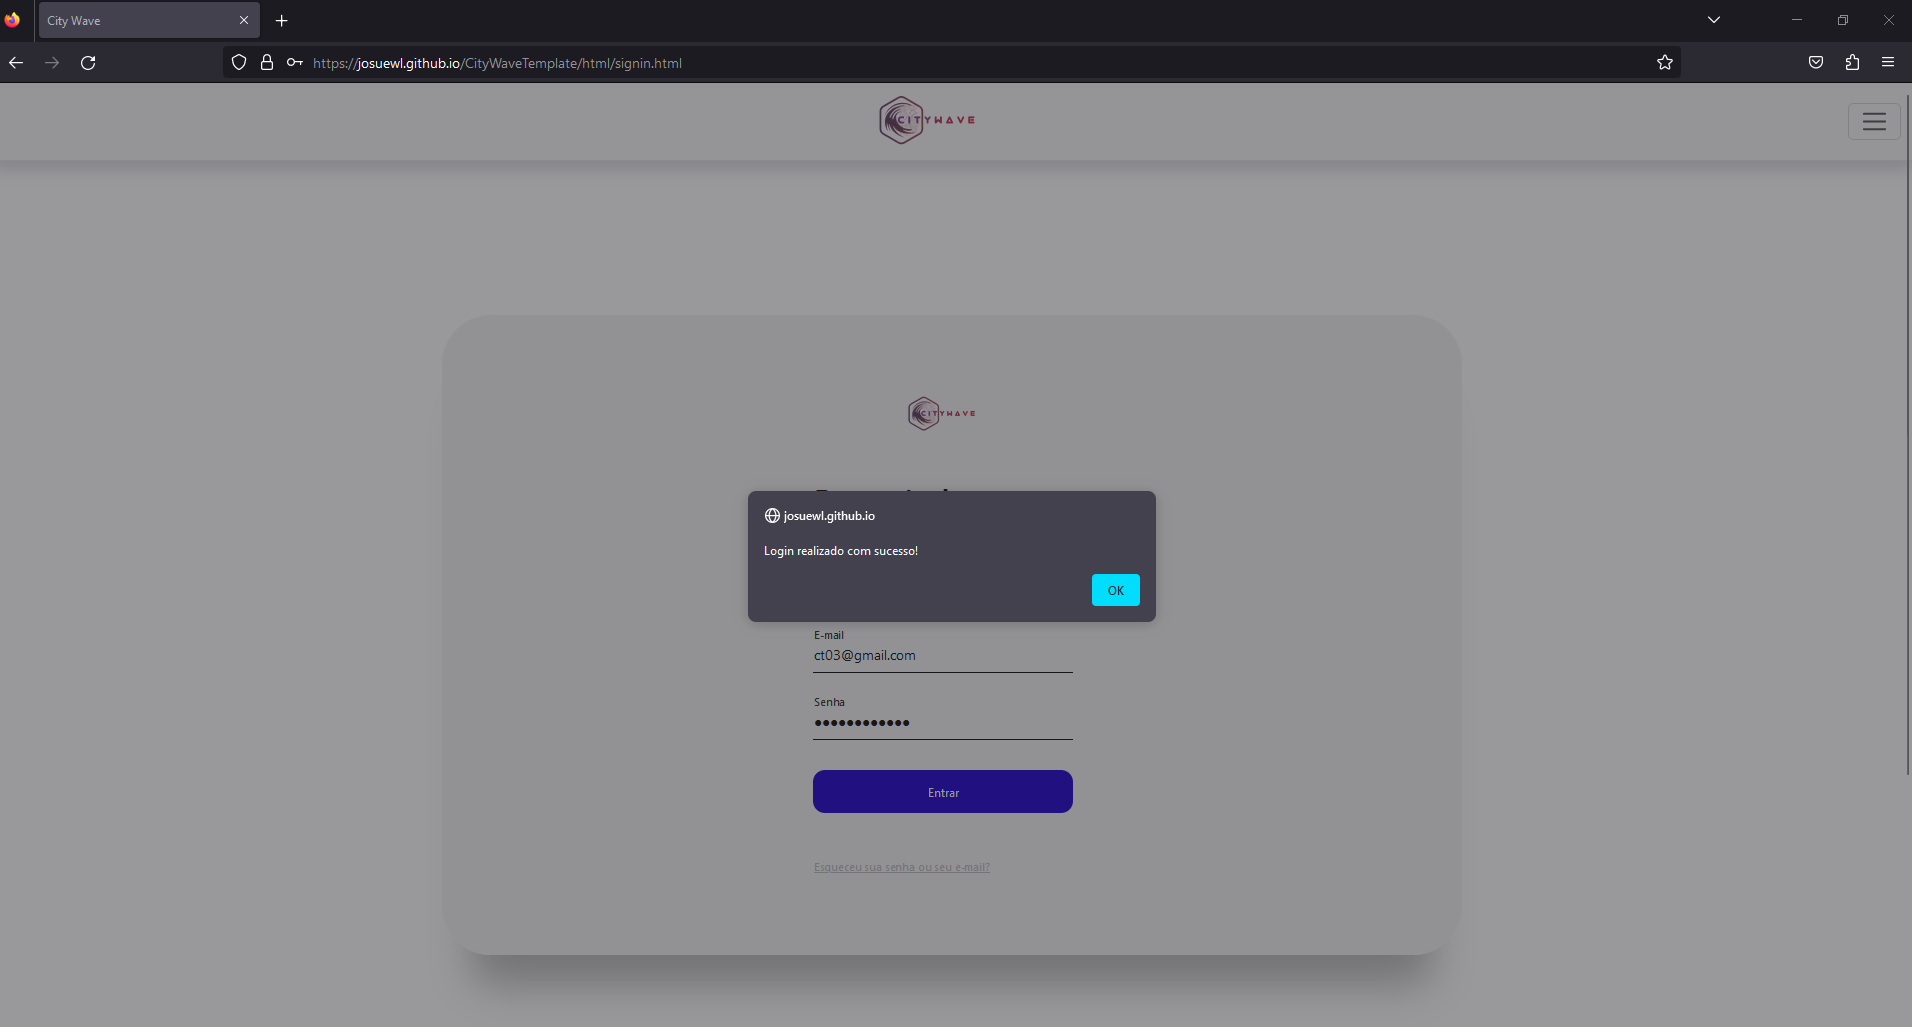 City Wave
https://josuewl.github.io/CityWaveTemplate/html/signin.html
CITYWAVE
CITYWAVE
josuewl.github.io
Login realizado com sucesso!
OK
E-mail
ct03@gmail.com
Senha
Entrar
Esqueceu sua senha ou seu e-mail?